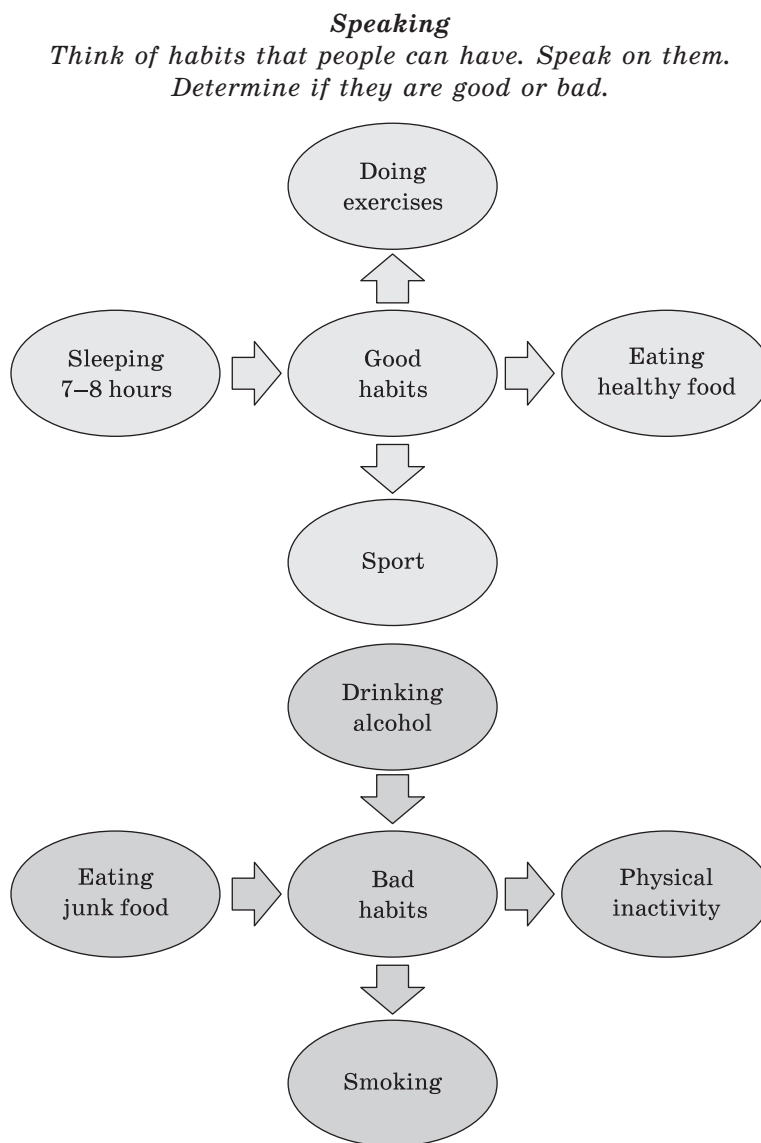 Speaking
Think of habits that people can have. Speak on them.
Determine if they are good or bad.
Doing
exercises
Sleeping
7–8 hours
Good
habits
Eating
healthy food
Sport
Drinking
alcohol
Eating
junk food
Bad
habits
Physical
inactivity
Smoking